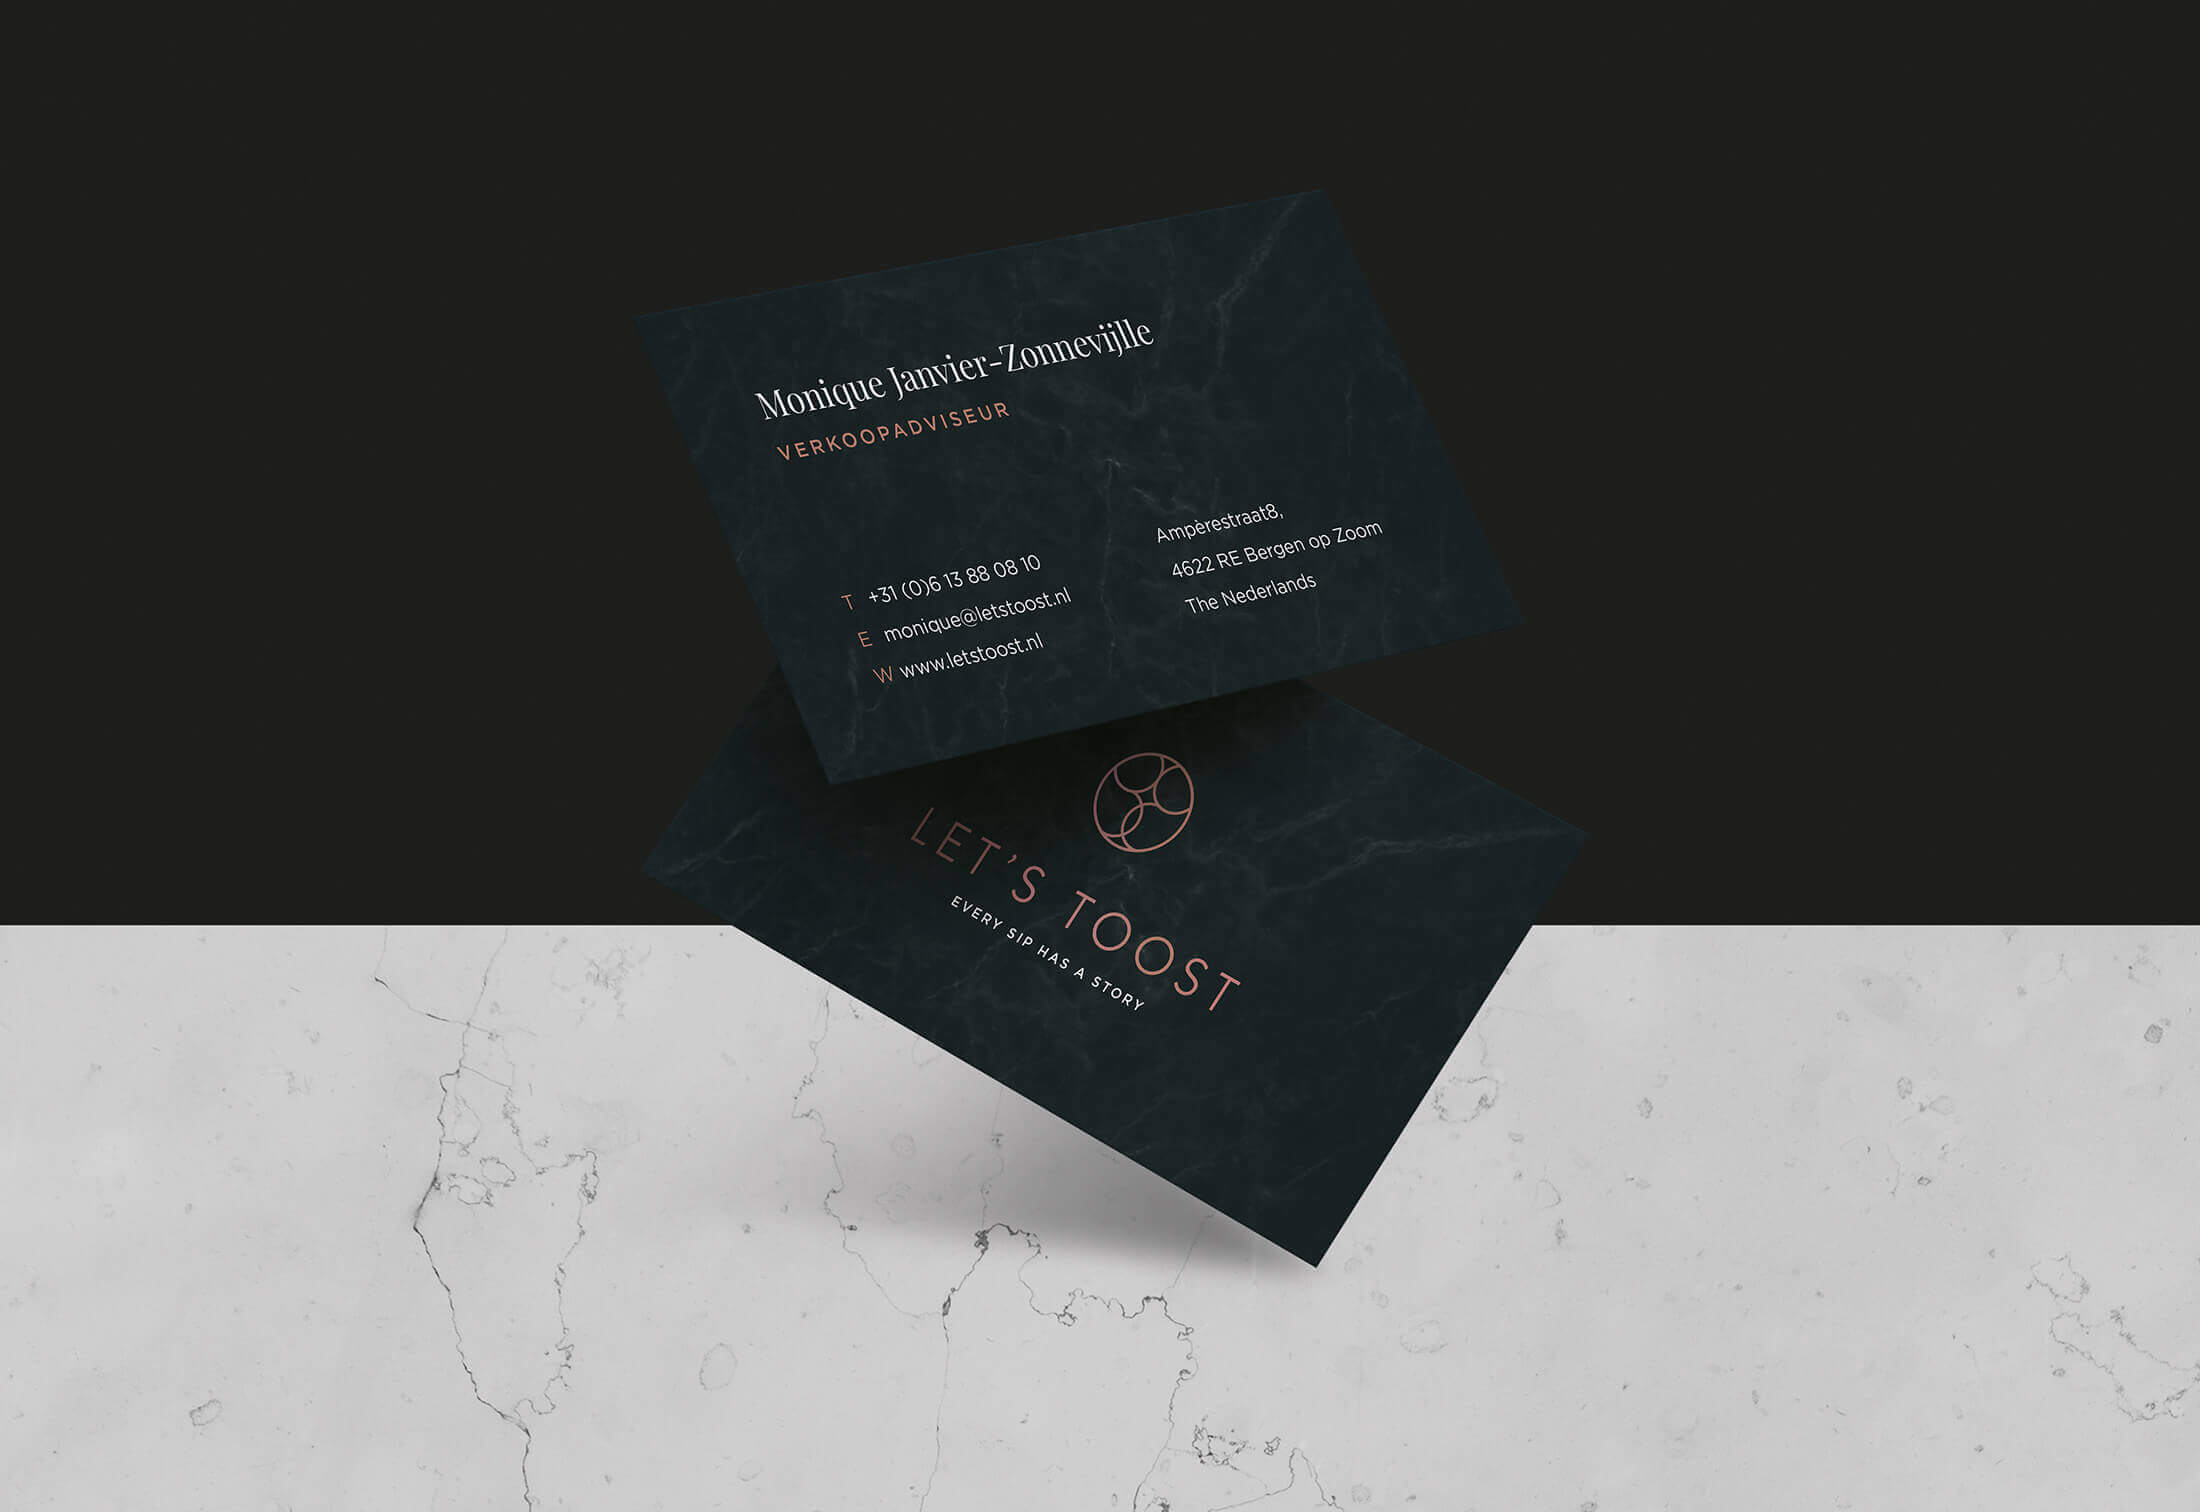 Monique Janvier-Zonnevijlle
VERKOOPADVISEUR
T +31 (0)6 13 88 08 10
E monique@letstoost.nl
W www.letstoost.nl
Ampèrestraat8,
4622 RE Bergen op Zoom
The Nederlands
LET'S TOOST
EVERY SIP HAS A STORY